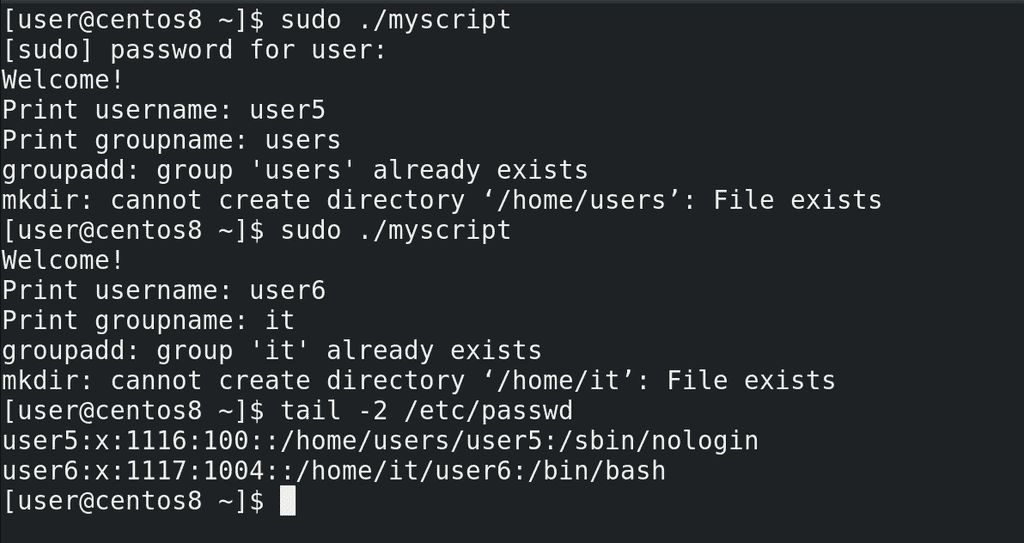 [user@centos8 ~]$ sudo ./myscript
[sudo] password for user:
Welcome!
Print username: user5
Print groupname: users
groupadd: group 'users' already exists
mkdir: cannot create directory ‘/home/users’: File exists
[user@centos8 ~]$ sudo ./myscript
Welcome!
Print username: user6
Print groupname: it
groupadd: group 'it' already exists
mkdir: cannot create directory ‘/home/it’: File exists
[user@centos8 ~]$ tail -2 /etc/passwd
user5:x:1116:100::/home/users/user5:/sbin/nologin
user6:x:1117:1004::/home/it/user6:/bin/bash
[user@centos8 ~]$